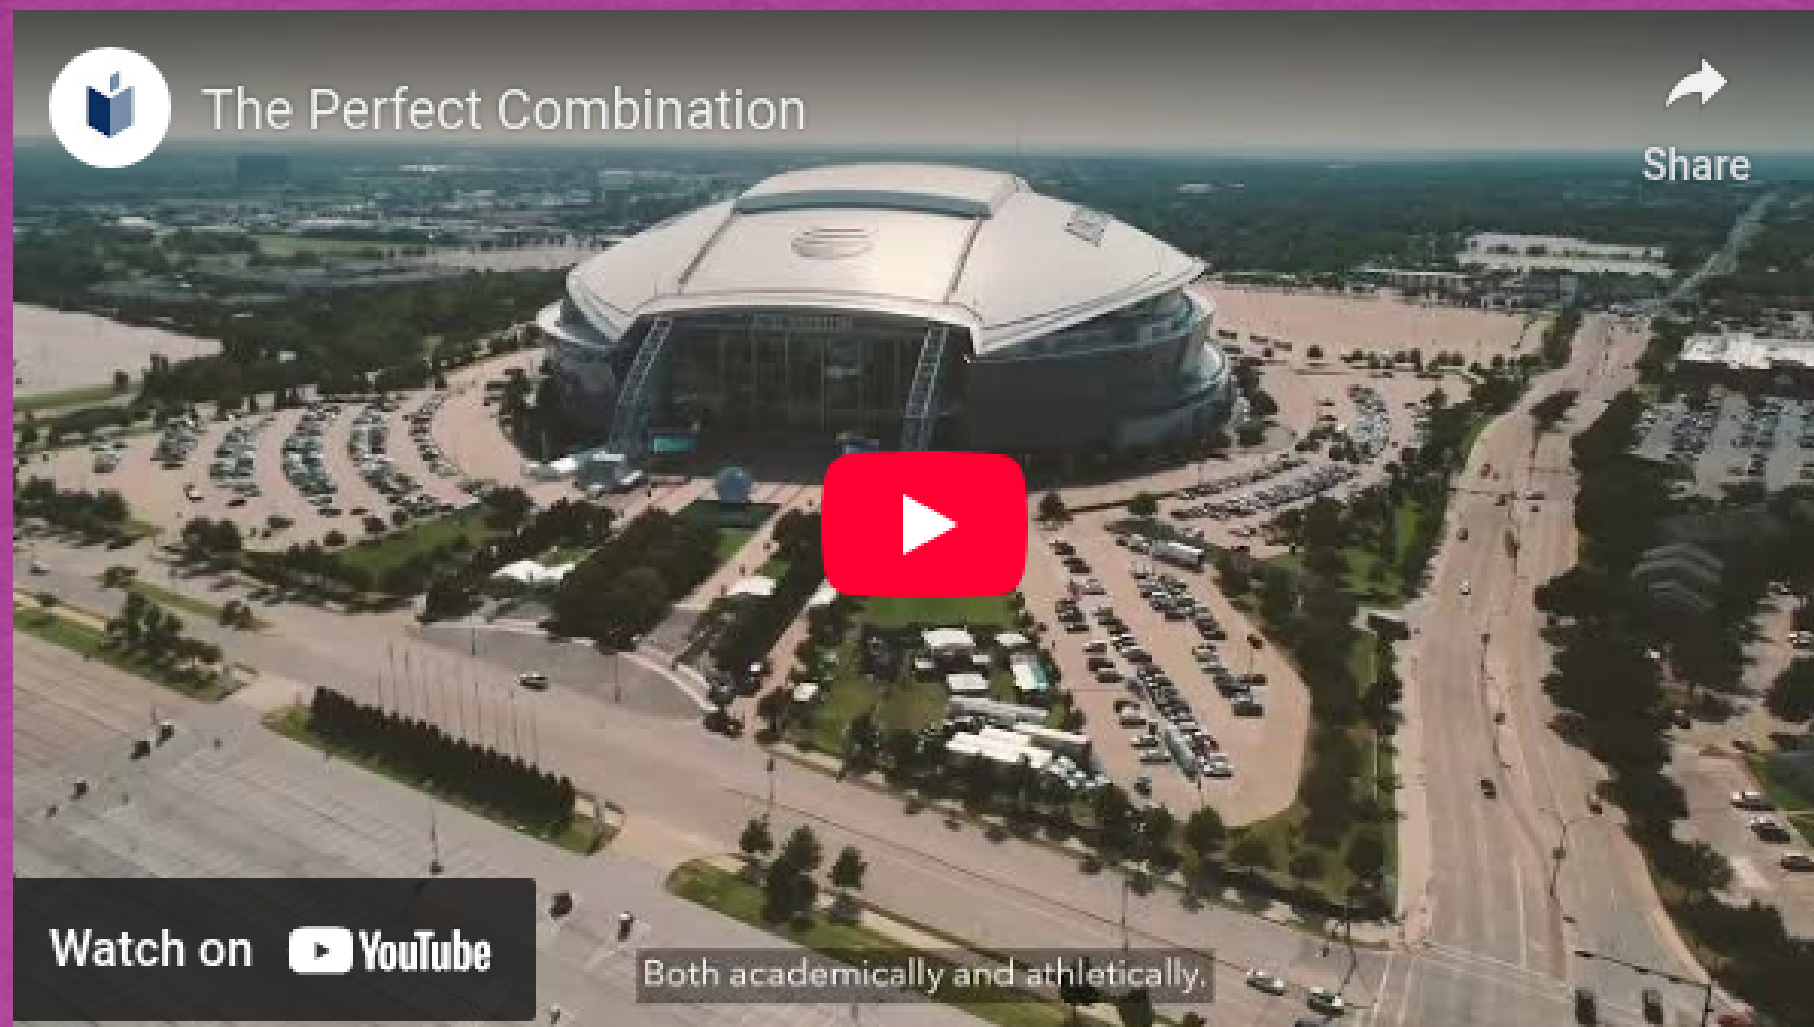 The Perfect Combination
Share
Watch on YouTube
Both academically and athletically.